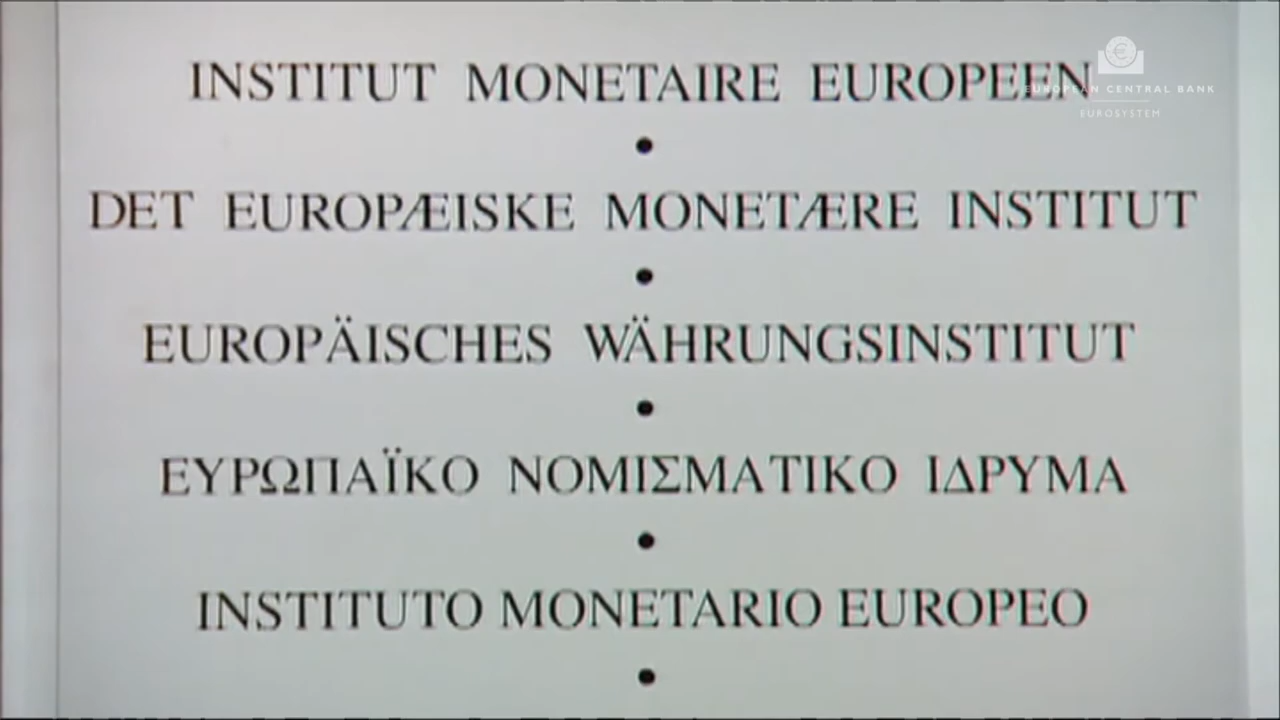 INSTITUT MONETAIRE EUROPEEN
EUROPEAN CENTRAL BANK
EUROSYSTEM
•
DET EUROPÆISKE MONETÆRE INSTITUT
•
EUROPÄISCHES WÄHRUNGSINSTITUT
•
ΕΥΡΩΠΑΪΚΟ ΝΟΜΙΣΜΑΤΙΚΟ ΙΔΡΥΜΑ
•
INSTITUTO MONETARIO EUROPEO
•